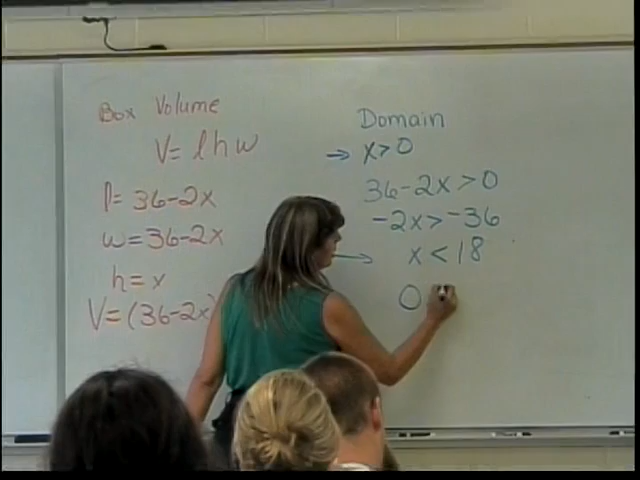 Box Volume
V= l h w
l= 36-2x
w=36-2x
h=x
V=(36-2x)
Domain
→ x>0
36-2x>0
-2x>-36
→ x<18
0